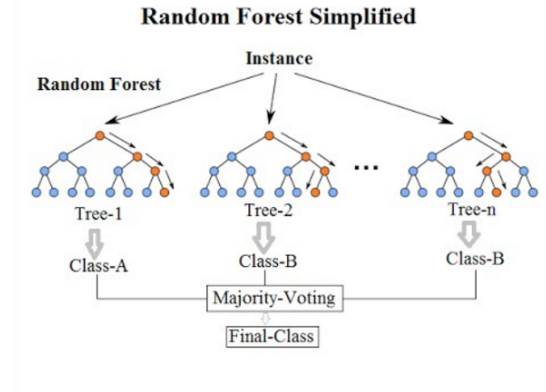 Random Forest Simplified
Instance
Random Forest
...
Tree-1
Tree-2
Tree-n
Class-A
Class-B
Class-B
Majority-Voting
Final-Class